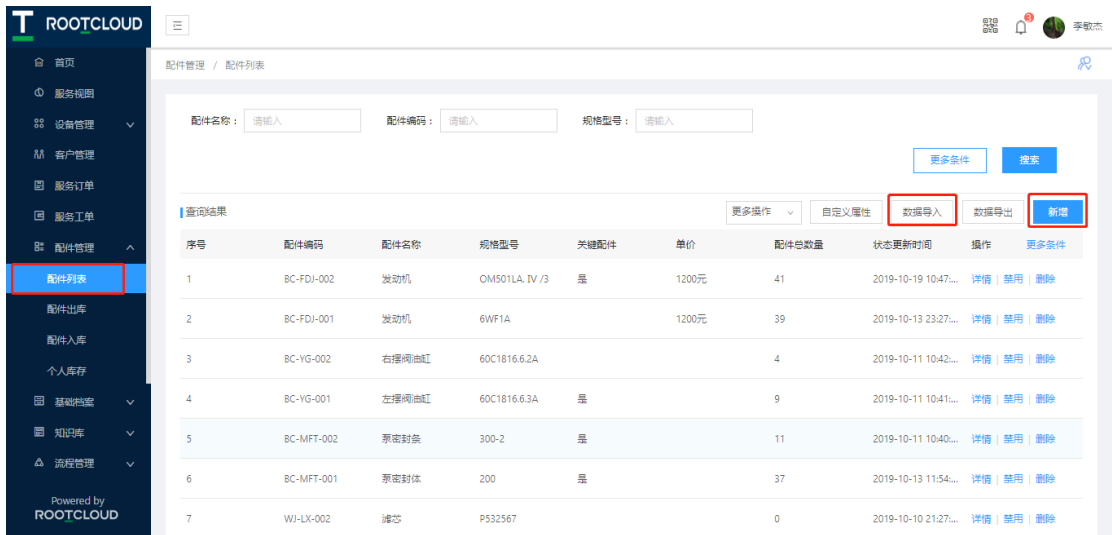 ROOTCLOUD
3
李敏杰
首页
服务视图
设备管理
客户管理
服务订单
服务工单
配件管理
配件列表
配件出库
配件入库
个人库存
基础档案
知识库
流程管理
Powered by
ROOTCLOUD
配件管理 / 配件列表
配件名称： 请输入 配件编码： 请输入 规格型号： 请输入
更多条件 搜索
查询结果 更多操作 自定义属性 数据导入 数据导出 新增
序号 配件编码 配件名称 规格型号 关键配件 单价 配件总数量 状态更新时间 操作 更多条件
1 BC-FDJ-002 发动机 OM501LA. IV /3 是 1200元 41 2019-10-19 10:47:... 详情 | 禁用 | 删除
2 BC-FDJ-001 发动机 6WF1A 1200元 39 2019-10-13 23:27:... 详情 | 禁用 | 删除
3 BC-YG-002 右摆阀油缸 60C1816.6.2A 4 2019-10-11 10:42:... 详情 | 禁用 | 删除
4 BC-YG-001 左摆阀油缸 60C1816.6.3A 是 9 2019-10-11 10:41:... 详情 | 禁用 | 删除
5 BC-MFT-002 泵密封条 300-2 是 11 2019-10-11 10:40:... 详情 | 禁用 | 删除
6 BC-MFT-001 泵密封体 200 是 37 2019-10-13 11:54:... 详情 | 禁用 | 删除
7 WJ-LX-002 滤芯 P532567 0 2019-10-10 21:27:... 详情 | 禁用 | 删除